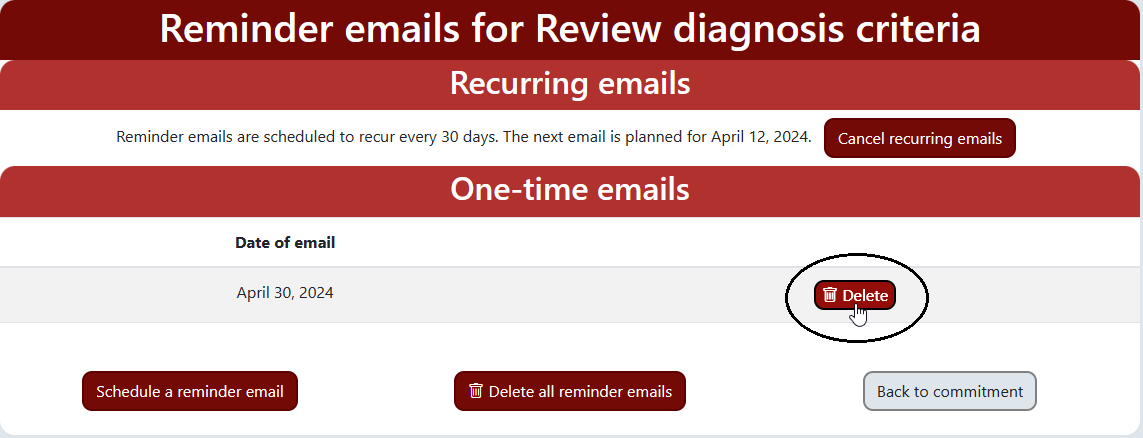 Reminder emails for Review diagnosis criteria
Recurring emails
Reminder emails are scheduled to recur every 30 days. The next email is planned for April 12, 2024. Cancel recurring emails
One-time emails
Date of email
April 30, 2024 Delete
Schedule a reminder email Delete all reminder emails Back to commitment